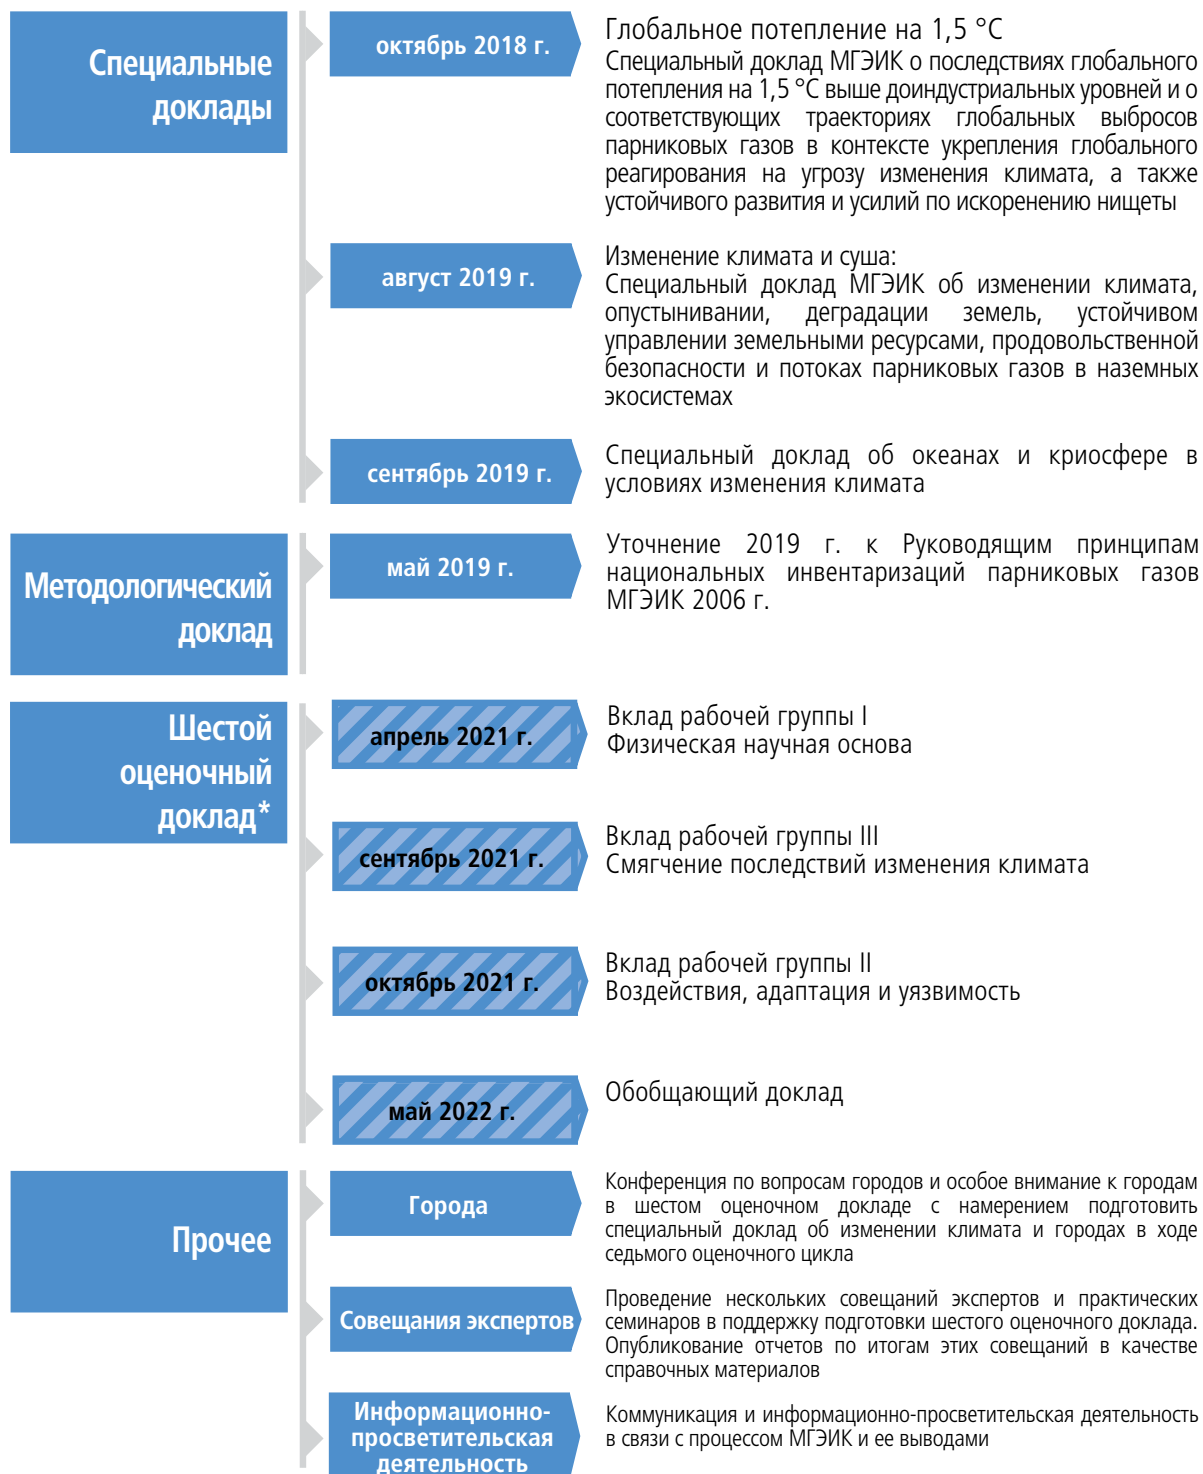 Специальные
доклады
октябрь 2018 г.
Глобальное потепление на 1,5 °C
Специальный доклад МГЭИК о последствиях глобального
потепления на 1,5 °C выше доиндустриальных уровней и о
соответствующих траекториях глобальных выбросов
парниковых газов в контексте укрепления глобального
реагирования на угрозу изменения климата, а также
устойчивого развития и усилий по искоренению нищеты
август 2019 г.
Изменение климата и суша:
Специальный доклад МГЭИК об изменении климата,
опустынивании, деградации земель, устойчивом
управлении земельными ресурсами, продовольственной
безопасности и потоках парниковых газов в наземных
экосистемах
сентябрь 2019 г.
Специальный доклад об океанах и криосфере в
условиях изменения климата
Методологический
доклад
май 2019 г.
Уточнение 2019 г. к Руководящим принципам
национальных инвентаризаций парниковых газов
МГЭИК 2006 г.
Шестой
оценочный
доклад*
апрель 2021 г.
Вклад рабочей группы I
Физическая научная основа
сентябрь 2021 г.
Вклад рабочей группы III
Смягчение последствий изменения климата
октябрь 2021 г.
Вклад рабочей группы II
Воздействия, адаптация и уязвимость
май 2022 г.
Обобщающий доклад
Прочее
Города
Конференция по вопросам городов и особое внимание к городам
в шестом оценочном докладе с намерением подготовить
специальный доклад об изменении климата и городах в ходе
седьмого оценочного цикла
Совещания экспертов
Проведение нескольких совещаний экспертов и практических
семинаров в поддержку подготовки шестого оценочного доклада.
Опубликование отчетов по итогам этих совещаний в качестве
справочных материалов
Информационно-
просветительская
деятельность
Коммуникация и информационно-просветительская деятельность
в связи с процессом МГЭИК и ее выводами